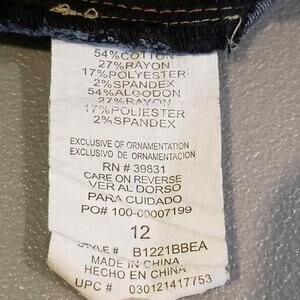 54%COTTON
27%RAYON
17%POLYESTER
2%SPANDEX
54%ALGODON
27%RAYON
17%POLIESTER
2%SPANDEX
EXCLUSIVE OF ORNAMENTATION
EXCLUSIVO DE ORNAMENTACIÓN
RN # 39831
CARE ON REVERSE
VER AL DORSO
PARA CUIDADO
PO# 100-00007199
12
STYLE # B1221BBEA
MADE IN CHINA
HECHO EN CHINA
UPC # 030121417753